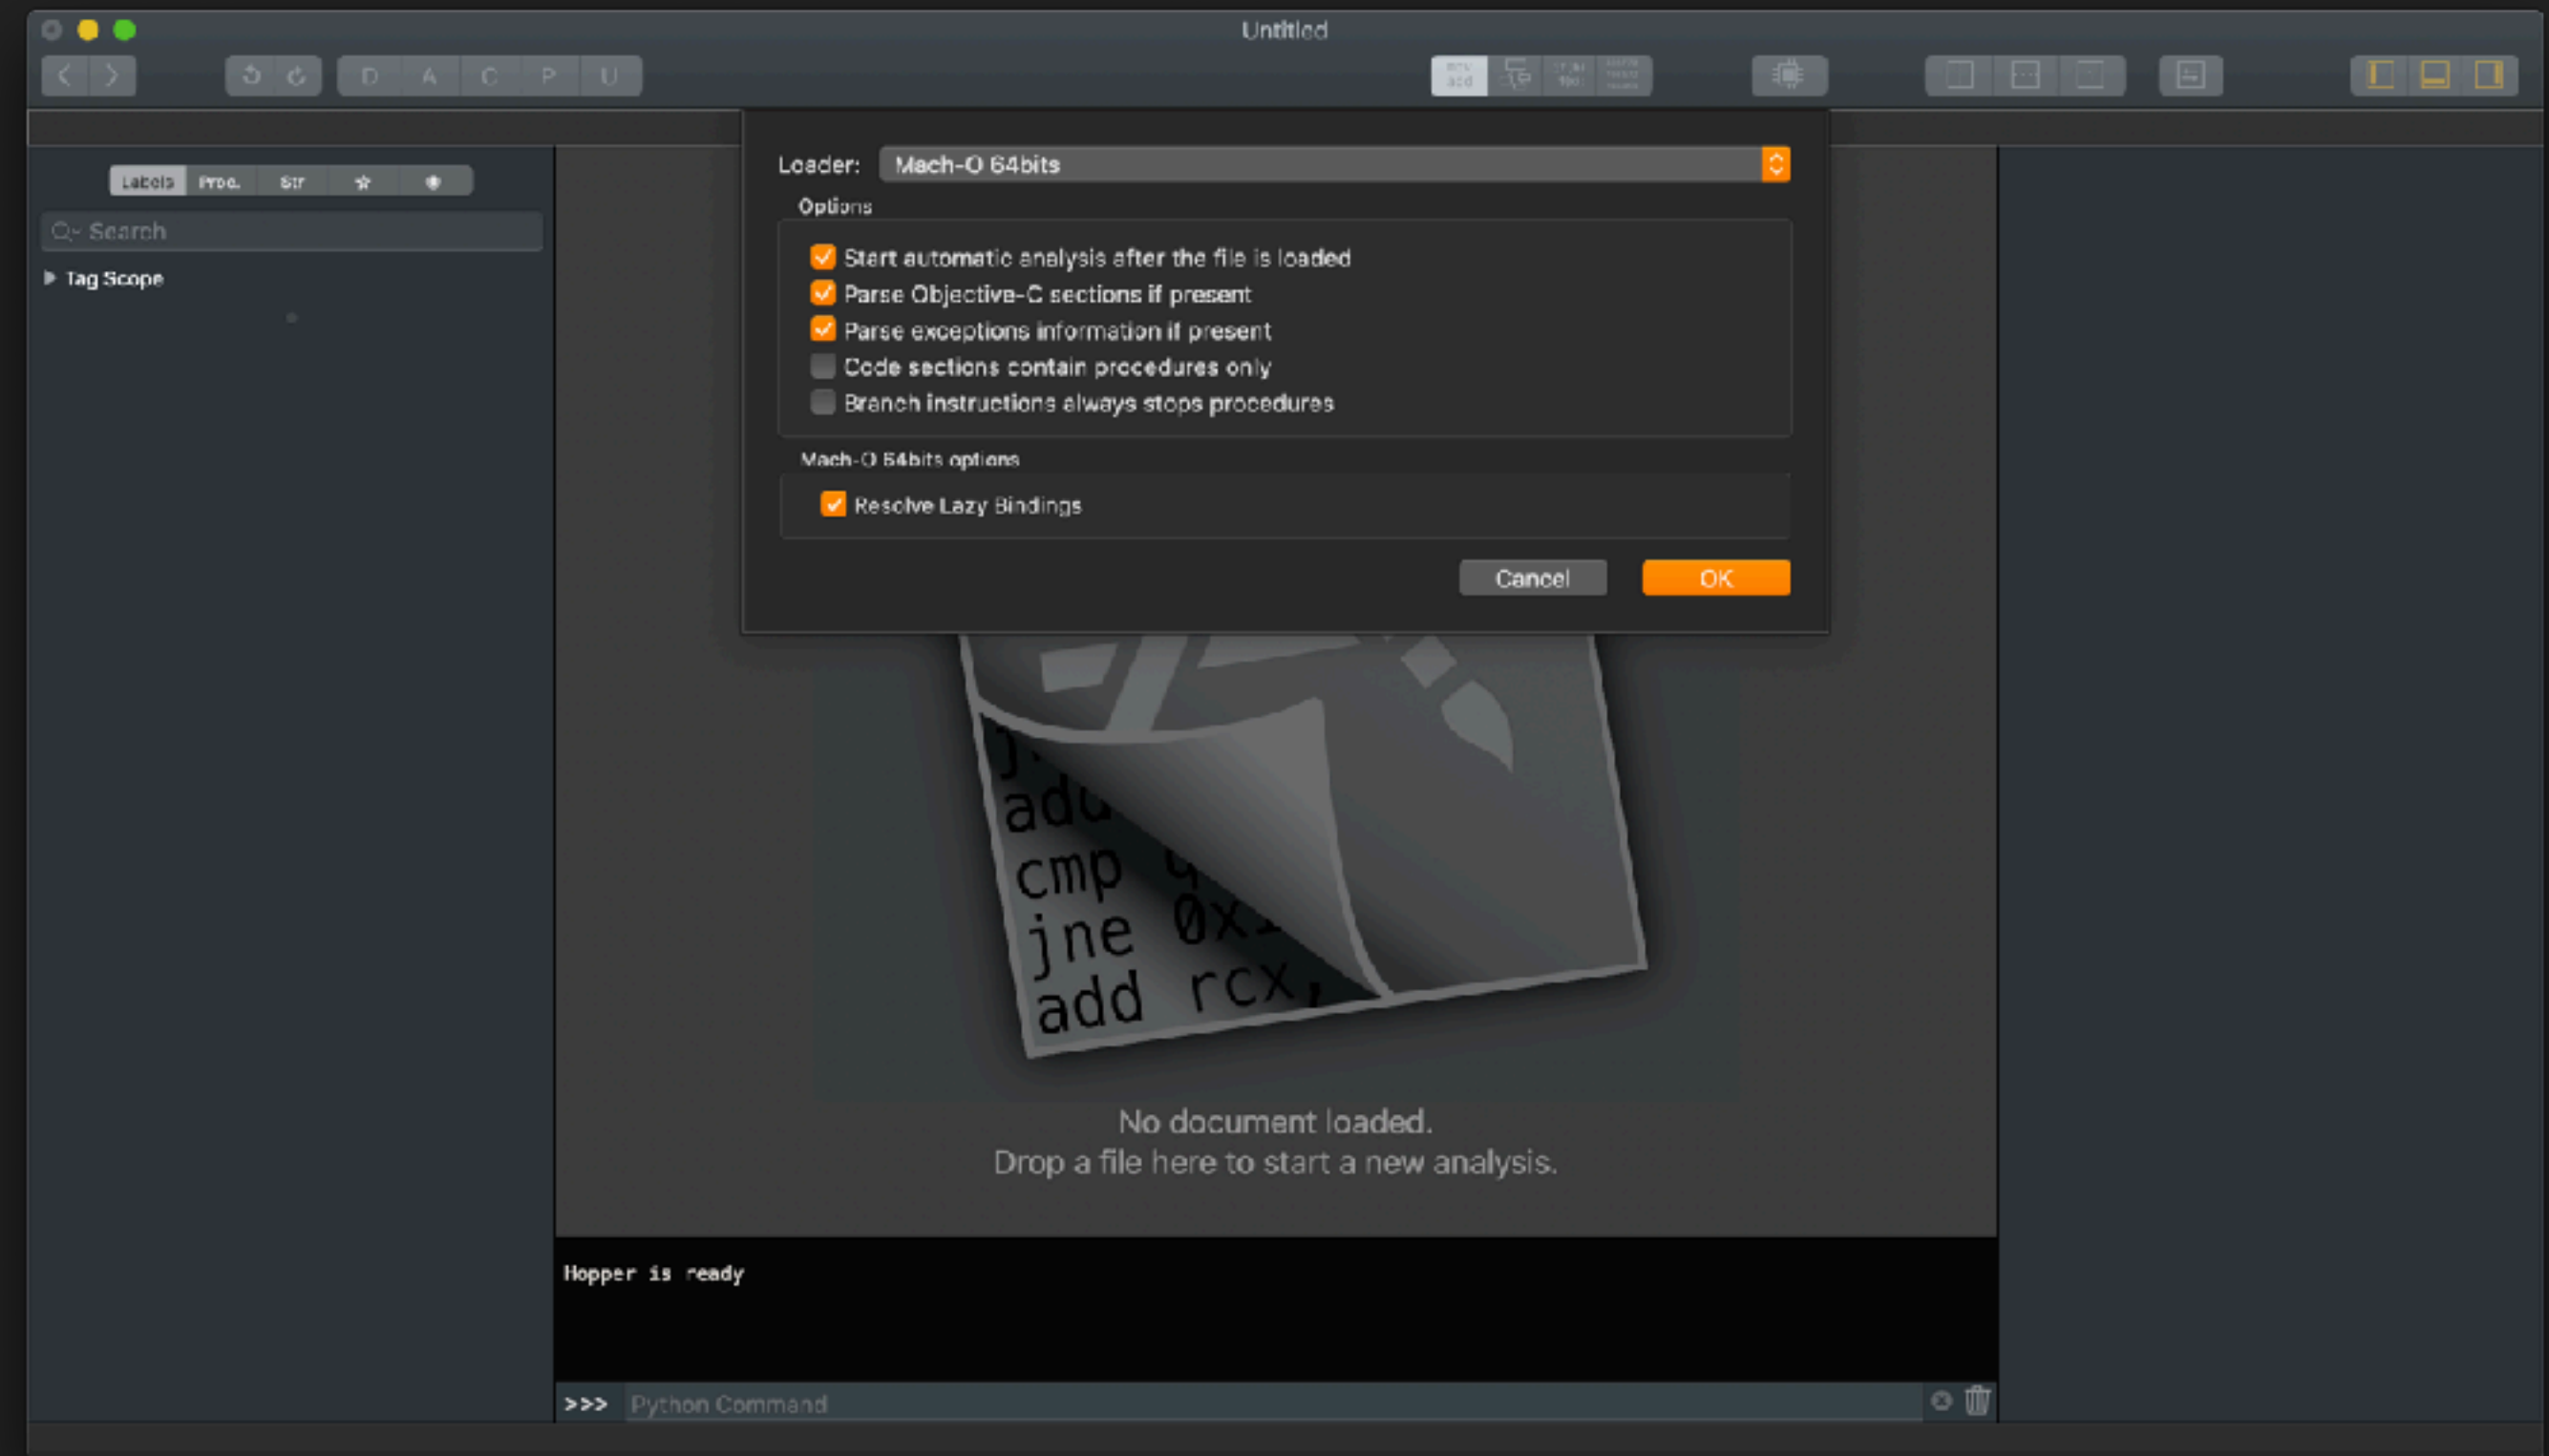 Untitled
D A C P U
Labels Proc. Str
Search
Tag Scope
Loader: Mach-O 64bits
Options
Start automatic analysis after the file is loaded
Parse Objective-C sections if present
Parse exceptions information if present
Code sections contain procedures only
Branch instructions always stops procedures
Mach-O 64bits options
Resolve Lazy Bindings
Cancel OK
add
cmp
jne
add rcx,
No document loaded.
Drop a file here to start a new analysis.
Hopper is ready
>>> Python Command